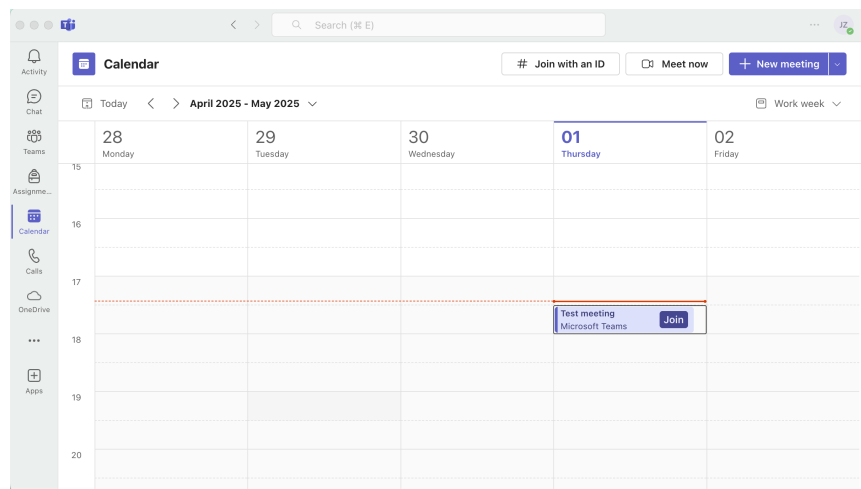 Search (⌘ E)
JZ
Activity
Chat
Teams
Assignme...
Calendar
Calls
OneDrive
Apps
Calendar
# Join with an ID
Meet now
New meeting
Today
April 2025 - May 2025
Work week
28
Monday
29
Tuesday
30
Wednesday
01
Thursday
02
Friday
15
16
17
18
19
20
Test meeting
Microsoft Teams
Join